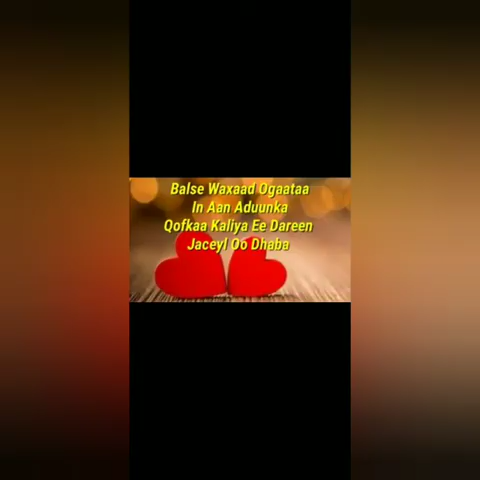 Balse Waxaad Ogaataa
In Aan Aduunka
Qofkaa Kaliya Ee Dareen
Jaceyl Oo Dhaba